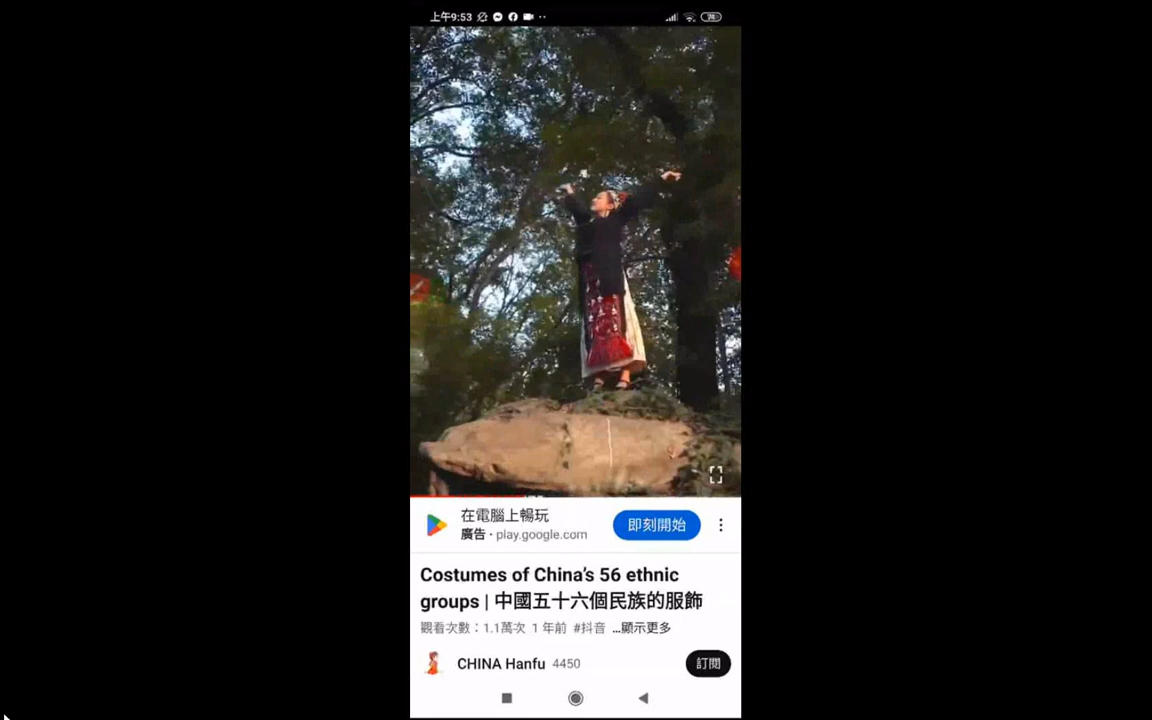 上午9:53
在電腦上暢玩
廣告 · play.google.com
即刻開始
Costumes of China's 56 ethnic
groups | 中國五十六個民族的服飾
觀看次數：1.1萬次 1 年前 #抖音 ...顯示更多
CHINA Hanfu 4450
訂閱